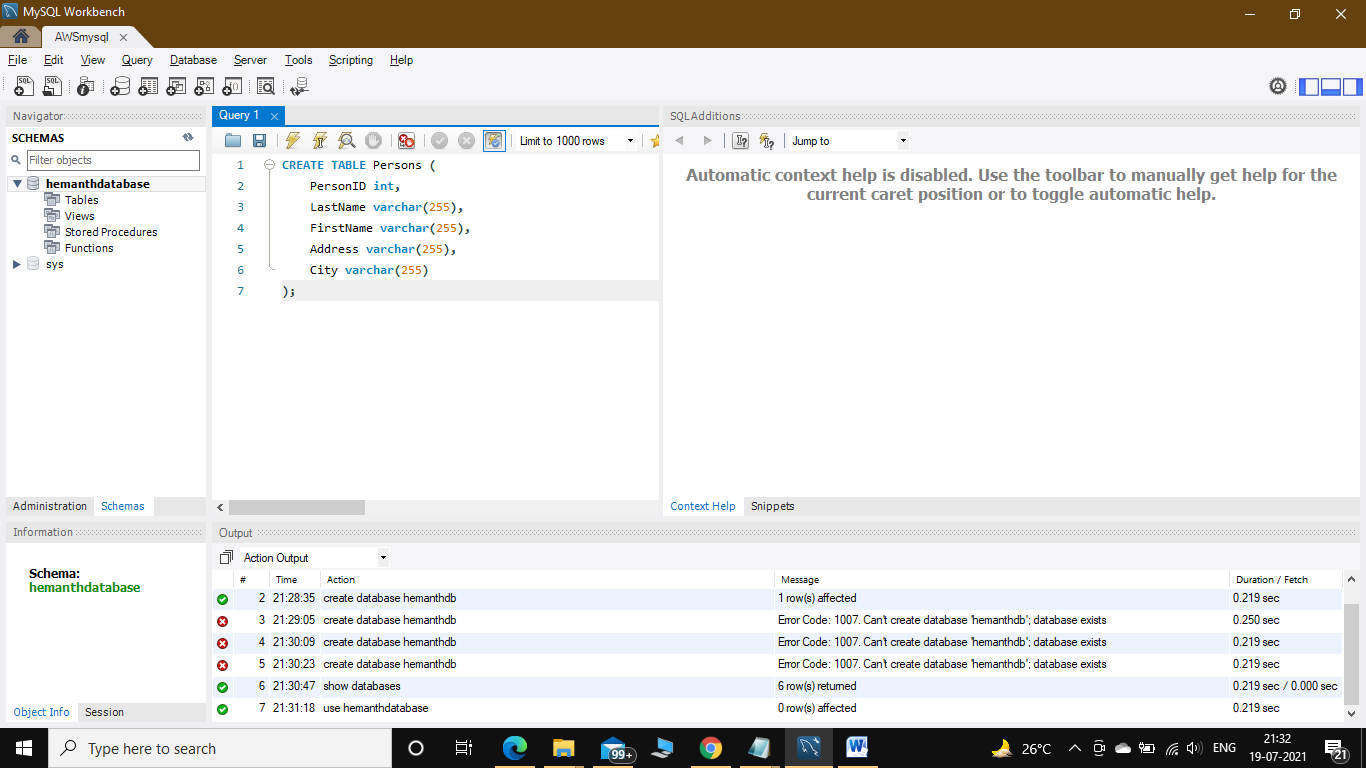 MySQL Workbench
AWSmysql
File Edit View Query Database Server Tools Scripting Help
Navigator
SCHEMAS
Filter objects
hemanthdatabase
Tables
Views
Stored Procedures
Functions
sys
Administration Schemas
Information
Schema:
hemanthdatabase
Object Info Session
Query 1
Limit to 1000 rows
1 CREATE TABLE Persons (
2 PersonID int,
3 LastName varchar(255),
4 FirstName varchar(255),
5 Address varchar(255),
6 City varchar(255)
7 );
SQLAdditions
Jump to
Automatic context help is disabled. Use the toolbar to manually get help for the
current caret position or to toggle automatic help.
Context Help Snippets
Output
Action Output
# Time Action Message Duration / Fetch
2 21:28:35 create database hemanthdb 1 row(s) affected 0.219 sec
3 21:29:05 create database hemanthdb Error Code: 1007. Can't create database 'hemanthdb'; database exists 0.250 sec
4 21:30:09 create database hemanthdb Error Code: 1007. Can't create database 'hemanthdb'; database exists 0.219 sec
5 21:30:23 create database hemanthdb Error Code: 1007. Can't create database 'hemanthdb'; database exists 0.219 sec
6 21:30:47 show databases 6 row(s) returned 0.219 sec / 0.000 sec
7 21:31:18 use hemanthdatabase 0 row(s) affected 0.219 sec
Type here to search
99+
26°C
ENG
21:32
19-07-2021
21